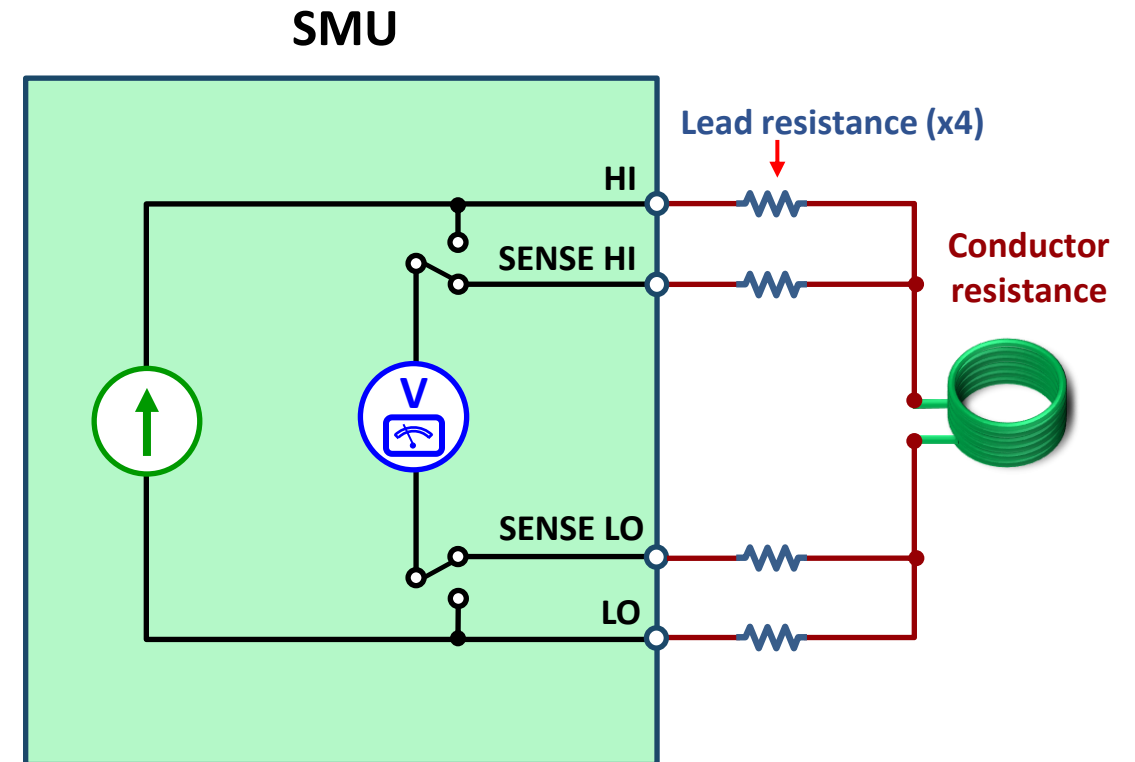 SMU
Lead resistance (x4)
HI
SENSE HI
Conductor
resistance
V
SENSE LO
LO